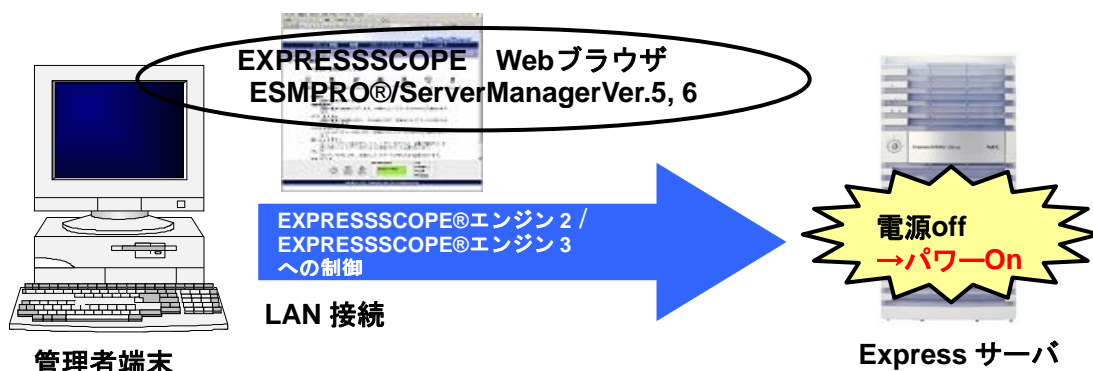 EXPRESSSCOPE Webブラウザ
ESMPRO®/ServerManagerVer.5, 6
EXPRESSSCOPE®エンジン 2 /
EXPRESSSCOPE®エンジン 3
への制御
LAN 接続
管理者端末
電源off
→パワーOn
Express サーバ